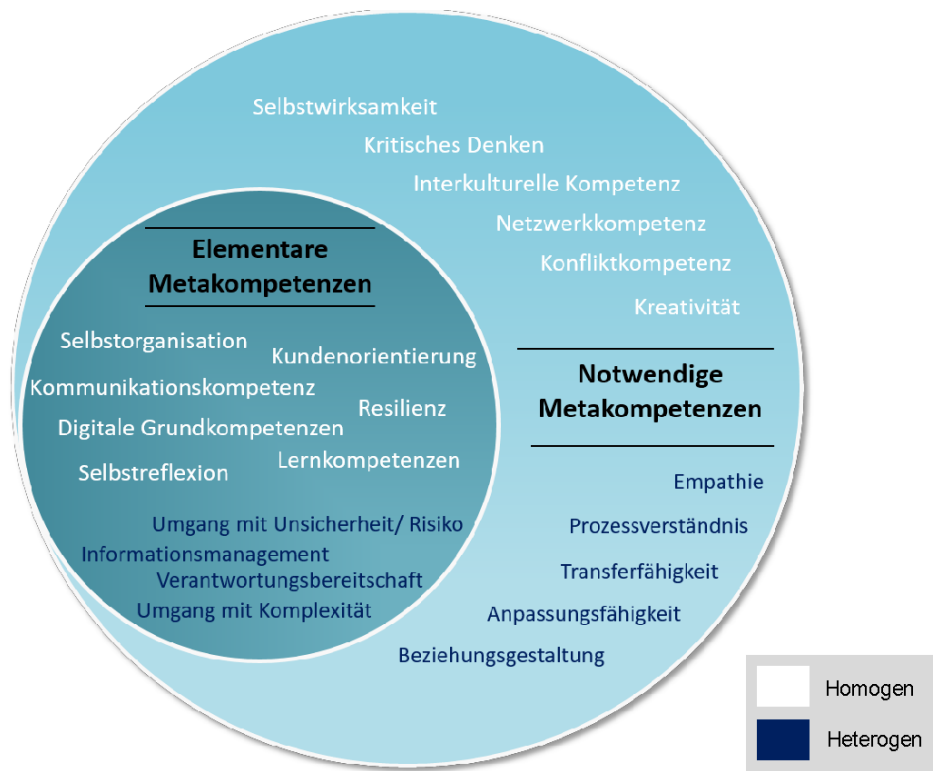 Selbstwirksamkeit
Kritisches Denken
Interkulturelle Kompetenz
Netzwerkkompetenz
Konfliktkompetenz
Kreativität
Elementare
Metakompetenzen
Selbstorganisation
Kundenorientierung
Kommunikationskompetenz
Resilienz
Digitale Grundkompetenzen
Lernkompetenzen
Selbstreflexion
Umgang mit Unsicherheit/ Risiko
Informationsmanagement
Verantwortungsbereitschaft
Umgang mit Komplexität
Notwendige
Metakompetenzen
Empathie
Prozessverständnis
Transferfähigkeit
Anpassungsfähigkeit
Beziehungsgestaltung
Homogen
Heterogen